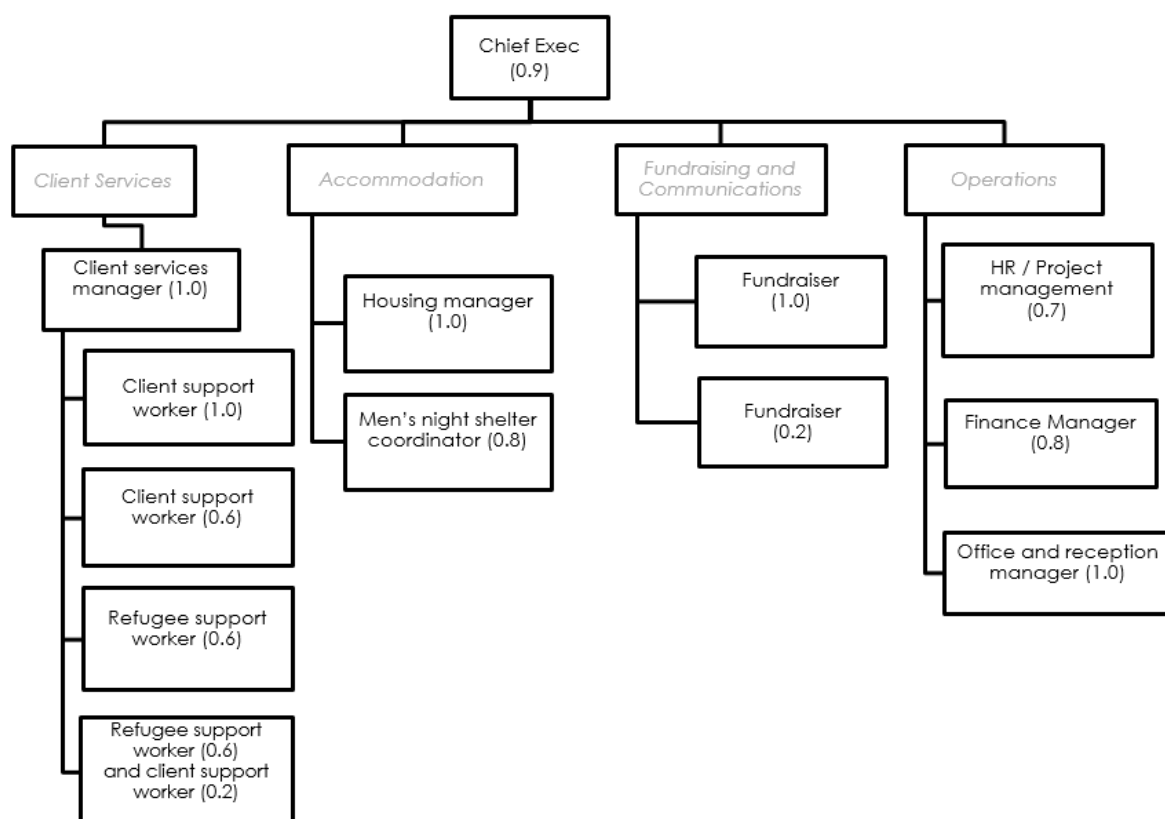 Chief Exec
(0.9)
Client Services
Accommodation
Fundraising and
Communications
Operations
Client services
manager (1.0)
Client support
worker (1.0)
Client support
worker (0.6)
Refugee support
worker (0.6)
Refugee support
worker (0.6)
and client support
worker (0.2)
Housing manager
(1.0)
Men’s night shelter
coordinator (0.8)
Fundraiser
(1.0)
Fundraiser
(0.2)
HR / Project
management
(0.7)
Finance Manager
(0.8)
Office and reception
manager (1.0)